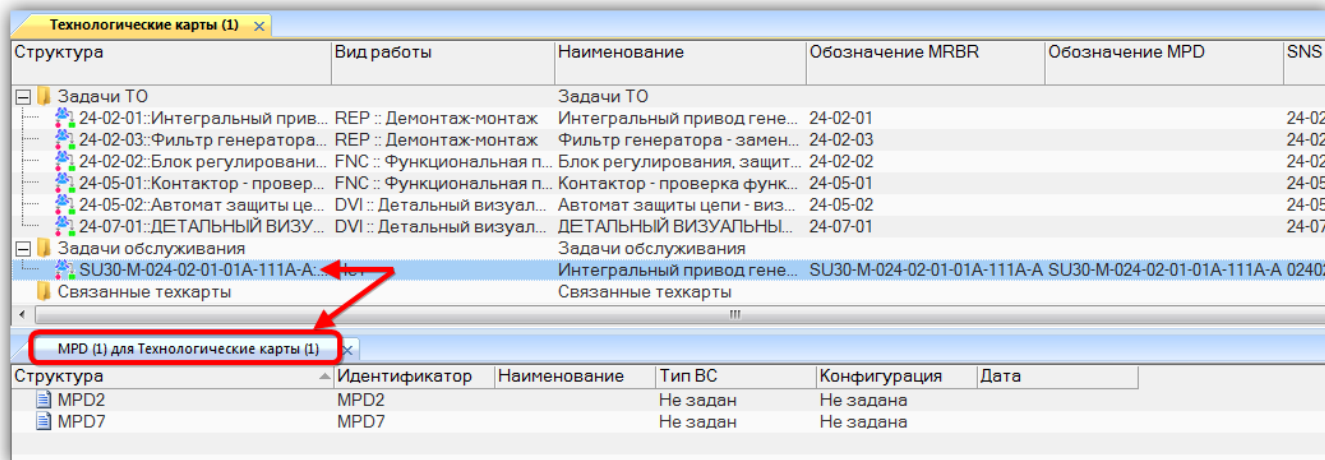 Технологические карты (1)
Структура Вид работы Наименование Обозначение MRBR Обозначение MPD SNS
Задачи ТО Задачи ТО
24-02-01::Интегральный прив... REP :: Демонтаж-монтаж Интегральный привод гене... 24-02-01 24-02
24-02-03::Фильтр генератора... REP :: Демонтаж-монтаж Фильтр генератора - замен... 24-02-03 24-02
24-02-02::Блок регулировани... FNC :: Функциональная п... Блок регулирования, защит... 24-02-02 24-02
24-05-01::Контактор - провер... FNC :: Функциональная п... Контактор - проверка функ... 24-05-01 24-05
24-05-02::Автомат защиты це... DVI :: Детальный визуал... Автомат защиты цепи - виз... 24-05-02 24-05
24-07-01::ДЕТАЛЬНЫЙ ВИЗУ... DVI :: Детальный визуал... ДЕТАЛЬНЫЙ ВИЗУАЛЬНЫ... 24-07-01 24-07
Задачи обслуживания Задачи обслуживания
SU30-M-024-02-01-01A-111A-A:... Интегральный привод гене... SU30-M-024-02-01-01A-111A-A SU30-M-024-02-01-01A-111A-A 0240
Связанные техкарты Связанные техкарты
MPD (1) для Технологические карты (1)
Структура Идентификатор Наименование Тип ВС Конфигурация Дата
MPD2 MPD2 Не задан Не задана
MPD7 MPD7 Не задан Не задана